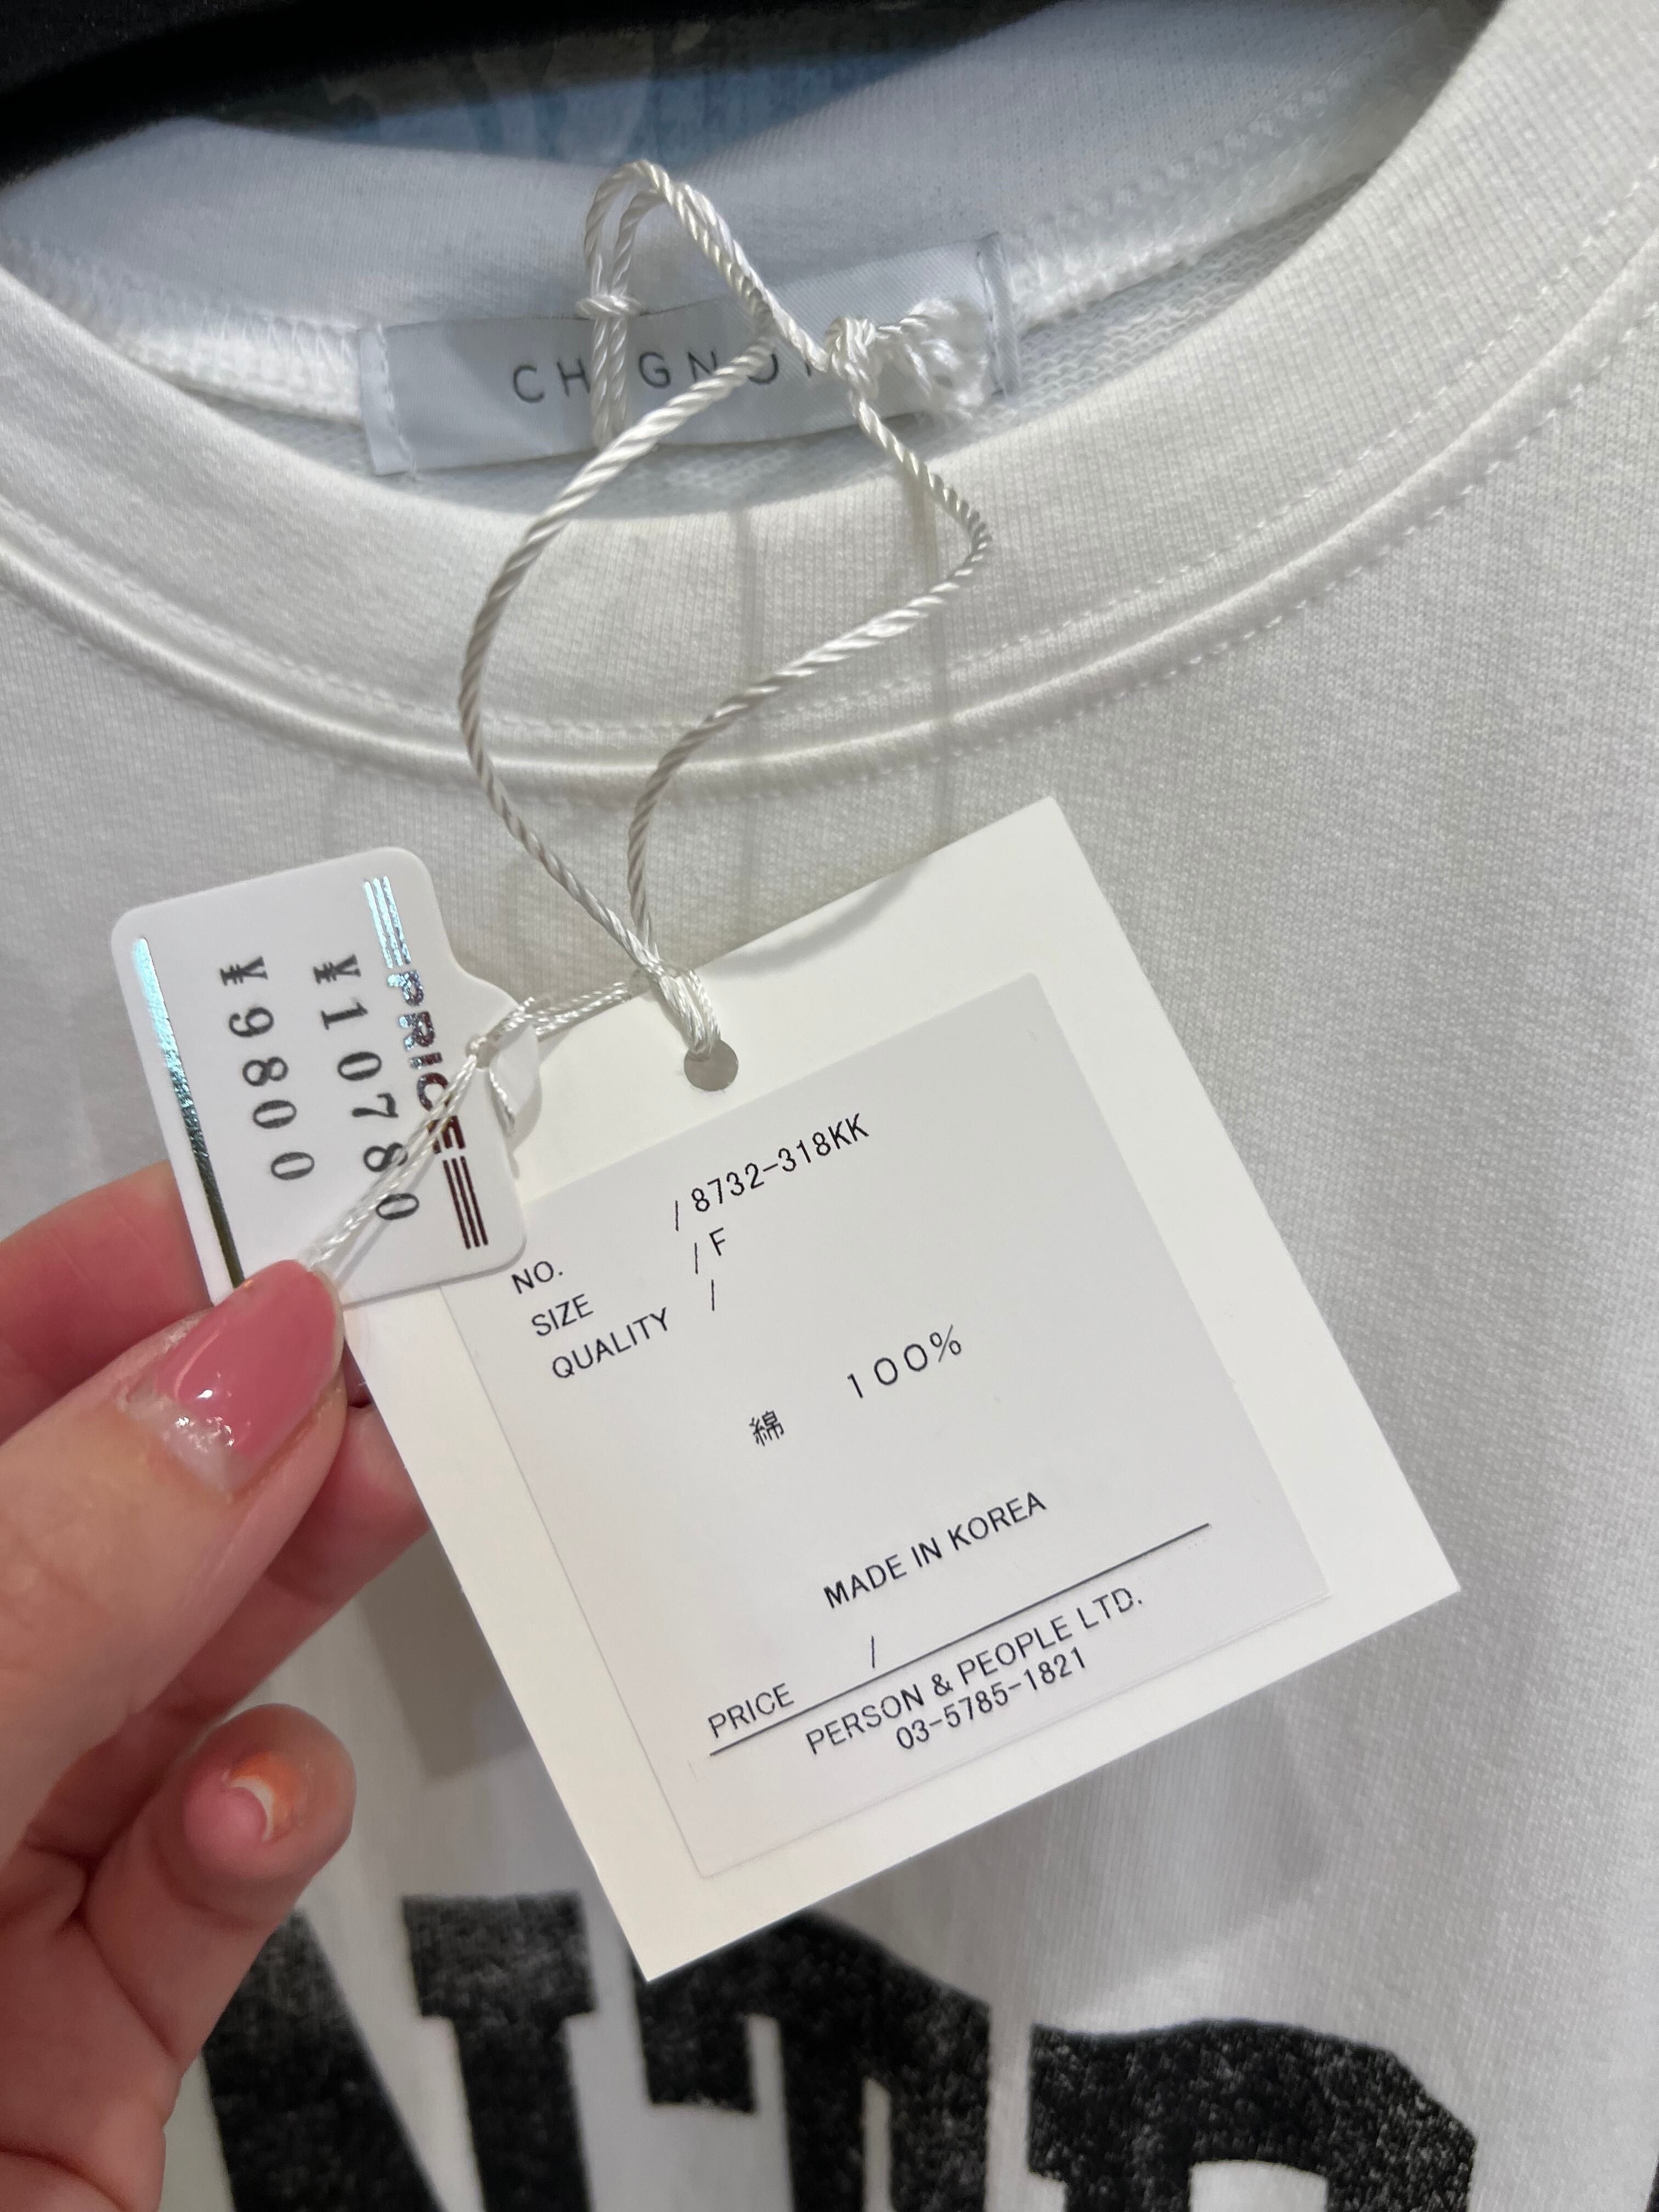 PRICE
¥10780
¥9800
NO. / 8732-318KK
SIZE / F
QUALITY /
綿 100%
MADE IN KOREA
PRICE /
PERSON & PEOPLE LTD.
03-5785-1821